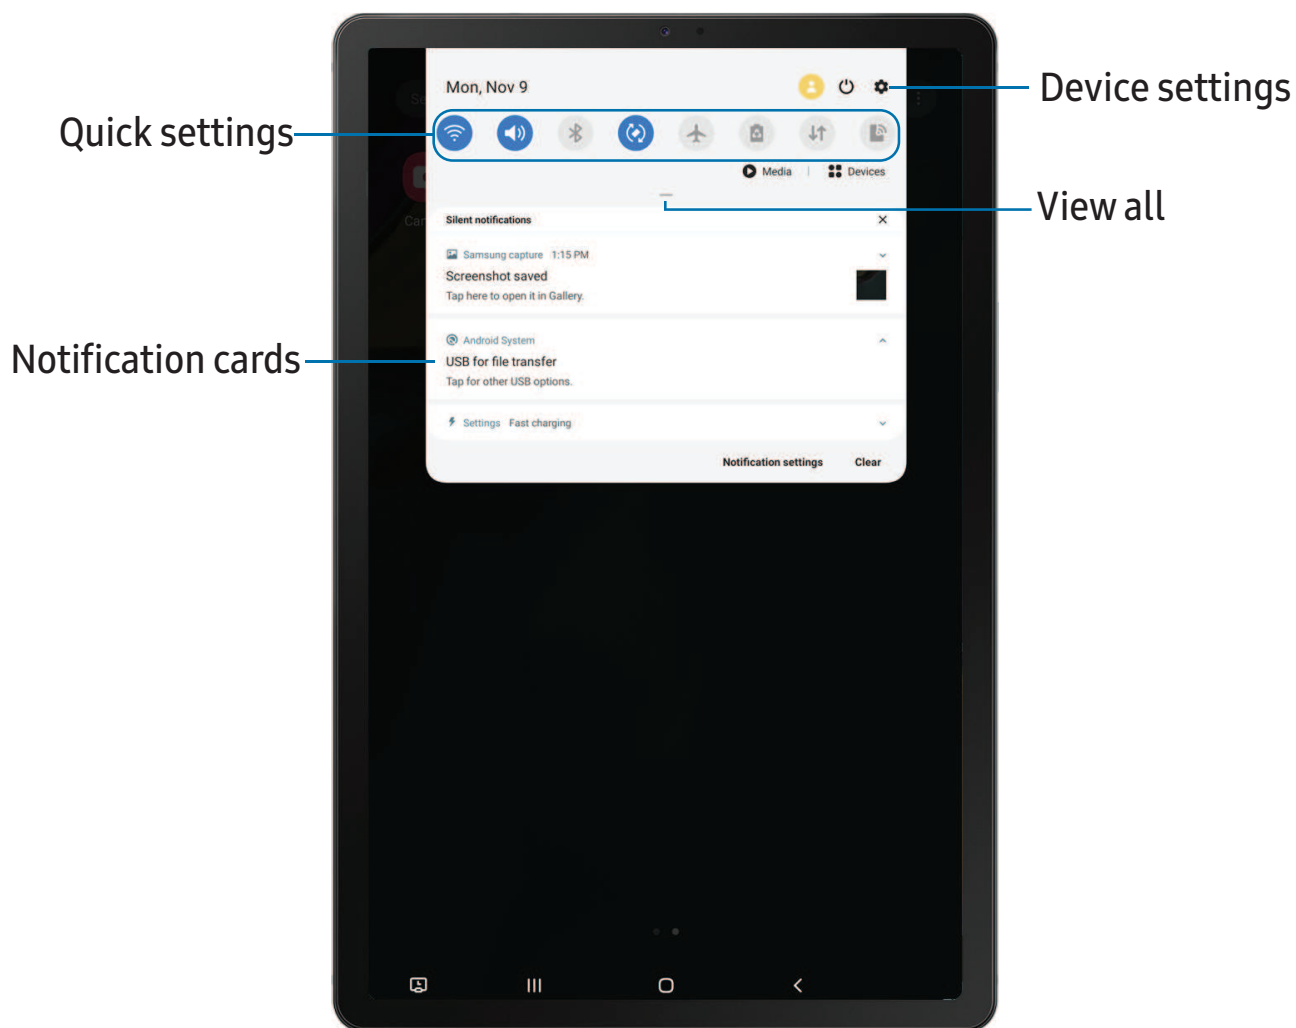 Mon, Nov 9
Device settings
Quick settings
Media
Devices
View all
Silent notifications
Samsung capture 1:15 PM
Screenshot saved
Tap here to open it in Gallery.
Android System
Notification cards
USB for file transfer
Tap for other USB options.
Settings Fast charging
Notification settings
Clear